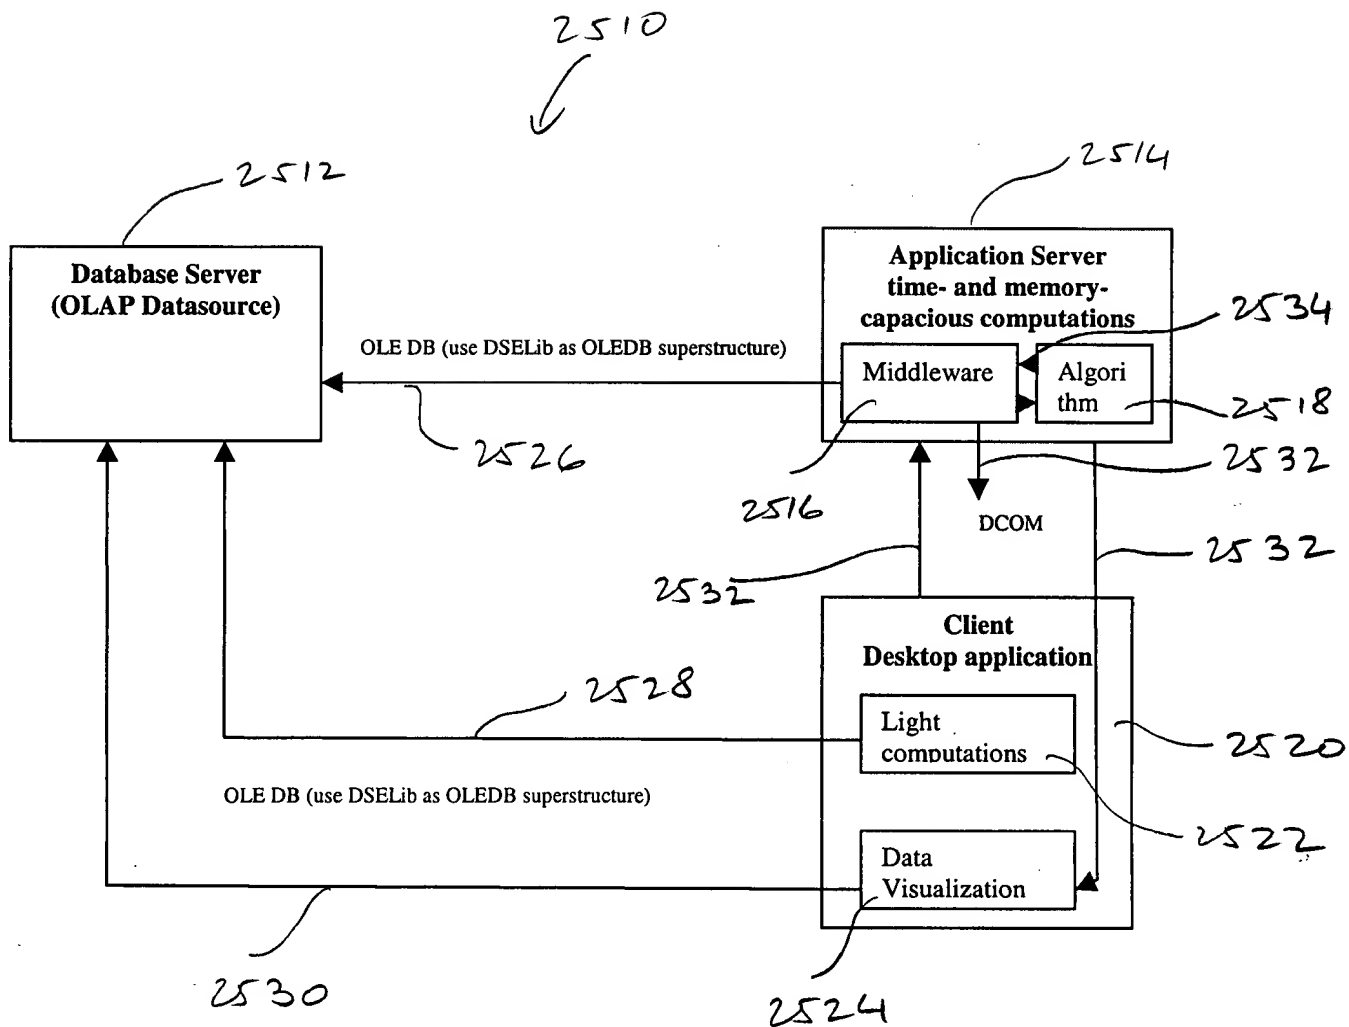 2510
2512
2514
Database Server
(OLAP Datasource)
Application Server
time- and memory-
capacious computations
2534
OLE DB (use DSELib as OLEDB superstructure)
Middleware
Algori
thm
2518
2526
2516
2532
DCOM
2532
2532
Client
Desktop application
2528
Light
computations
2520
OLE DB (use DSELib as OLEDB superstructure)
2522
Data
Visualization
2530
2524